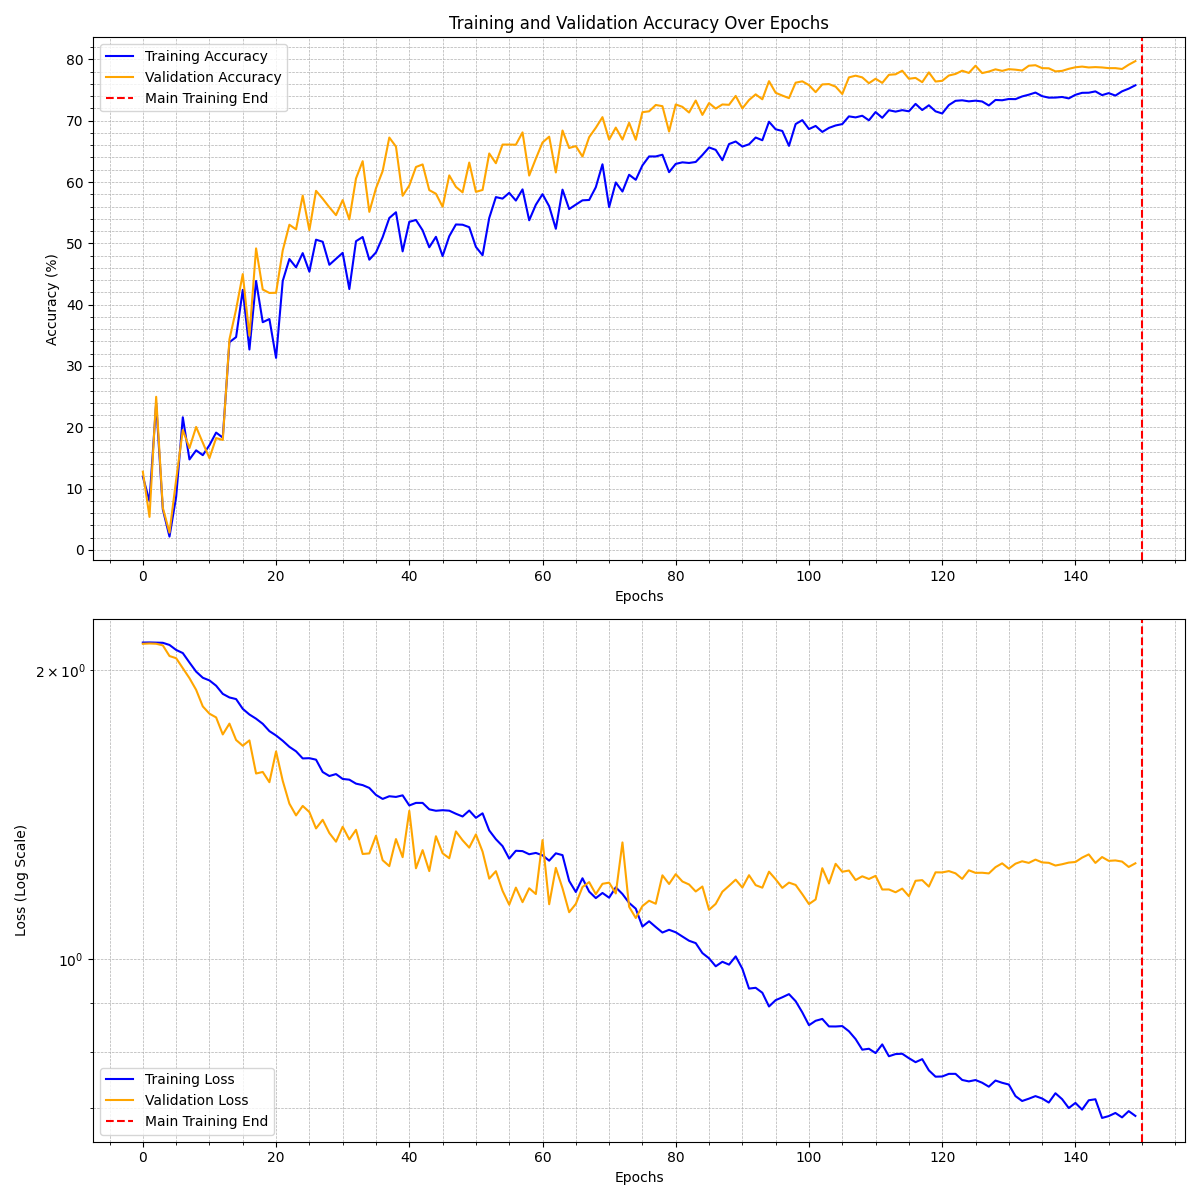 Training and Validation Accuracy Over Epochs
Training Accuracy
Validation Accuracy
Main Training End
Accuracy (%)
80
70
60
50
40
30
20
10
0
0 20 40 60 80 100 120 140
Epochs
2 × 10⁰
10⁰
Loss (Log Scale)
Training Loss
Validation Loss
Main Training End
0 20 40 60 80 100 120 140
Epochs